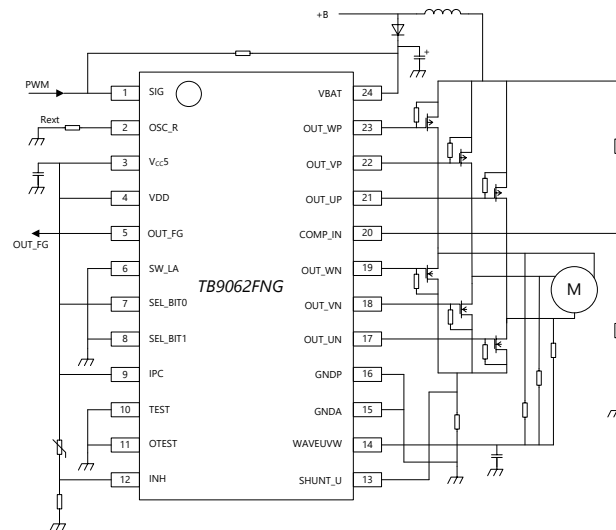 +B
PWM
1 SIG
VBAT 24
Rext
2 OSC_R
OUT_WP 23
3 VCC5
OUT_VP 22
4 VDD
OUT_UP 21
OUT_FG
5 OUT_FG
COMP_IN 20
6 SW_LA
OUT_WN 19
TB9062FNG
M
7 SEL_BIT0
OUT_VN 18
8 SEL_BIT1
OUT_UN 17
9 IPC
GNDP 16
10 TEST
GNDA 15
11 OTEST
WAVEUVW 14
12 INH
SHUNT_U 13